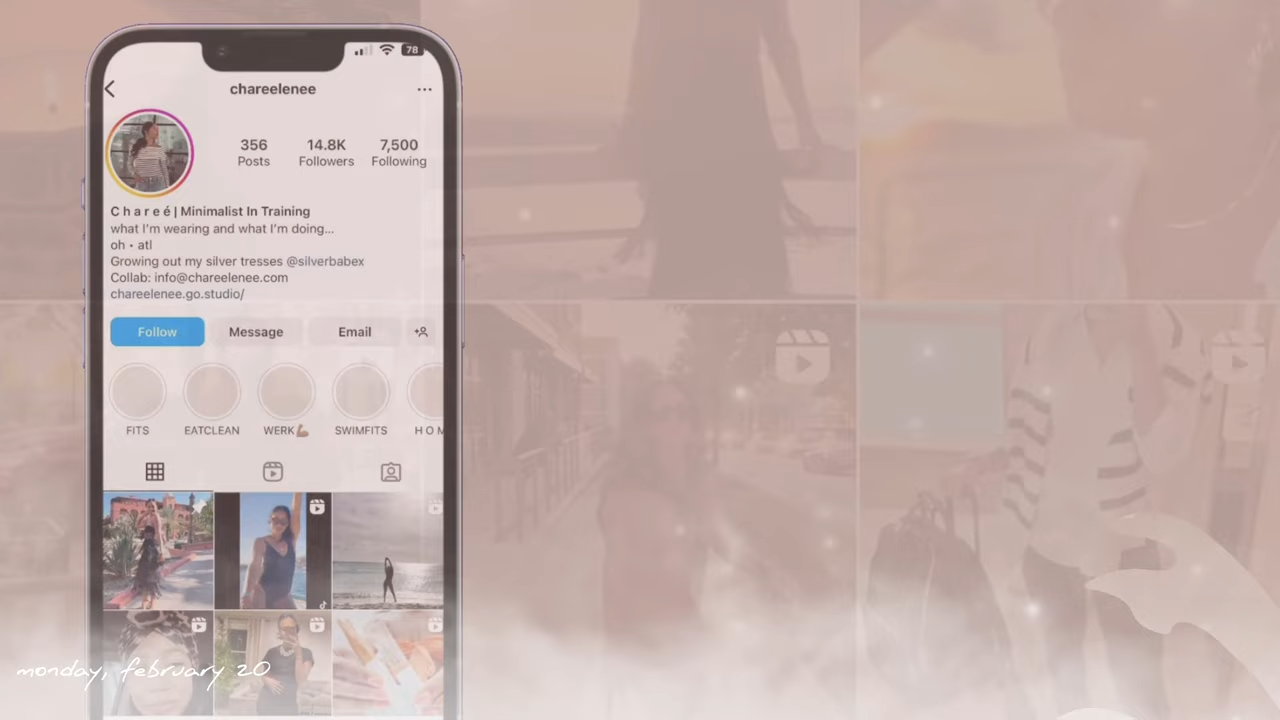 78
chareelenee
356 14.8K 7,500
Posts Followers Following
C h a r e é | Minimalist In Training
what I'm wearing and what I'm doing...
oh • atl
Growing out my silver tresses @silverbabex
Collab: info@chareelenee.com
chareelenee.go.studio/
Follow Message Email
FITS EATCLEAN WERK💪🏽 SWIMFITS H O M
monday, february 20